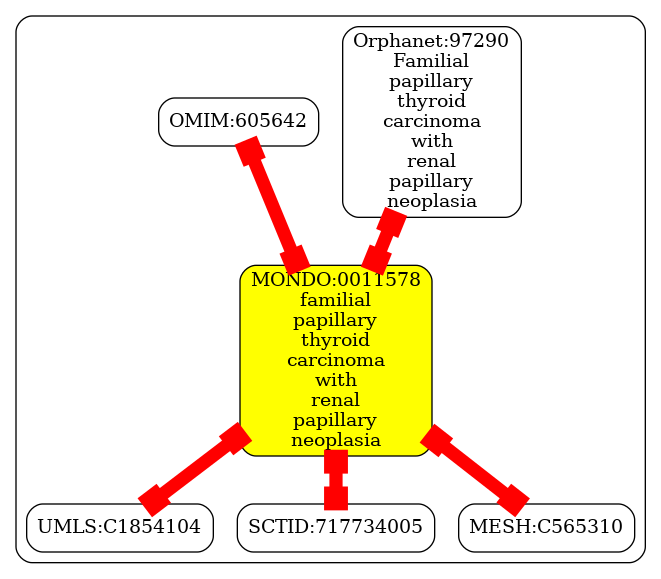 Orphanet:97290
Familial
papillary
thyroid
carcinoma
with
renal
papillary
neoplasia
OMIM:605642
MONDO:0011578
familial
papillary
thyroid
carcinoma
with
renal
papillary
neoplasia
UMLS:C1854104
SCTID:717734005
MESH:C565310